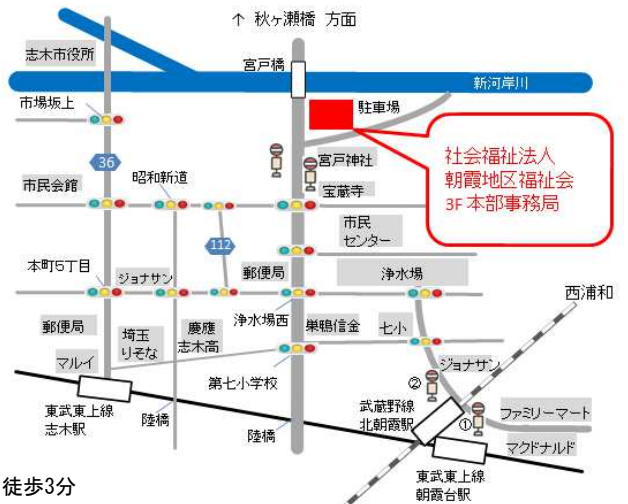 ↑ 秋ヶ瀬橋 方面
志木市役所
宮戸橋
新河岸川
市場坂上
駐車場
社会福祉法人
朝霞地区福祉会
3F 本部事務局
36
昭和新道
宮戸神社
市民会館
宝蔵寺
市民
センター
112
本町5丁目
ジョナサン
郵便局
浄水場
西浦和
郵便局
埼玉
りそな
慶應
志木高
浄水場西
巣鴨信金
七小
マルイ
ジョナサン
第七小学校
②
東武東上線
志木駅
陸橋
陸橋
武蔵野線
北朝霞駅
①
ファミリーマート
マクドナルド
東武東上線
朝霞台駅
徒歩3分